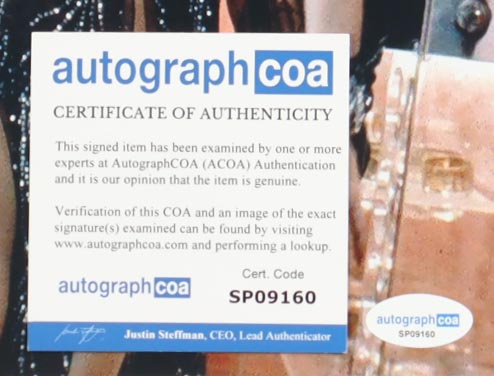 autographcoa
CERTIFICATE OF AUTHENTICITY
This signed item has been examined by one or more
experts at AutographCOA (ACOA) Authentication
and it is our opinion that the item is genuine.
Verification of this COA and an image of the exact
signature(s) examined can be found by visiting
www.autographcoa.com and performing a lookup.
autographcoa
Cert. Code
SP09160
Justin Steffman, CEO, Lead Authenticator
autographcoa
SP09160